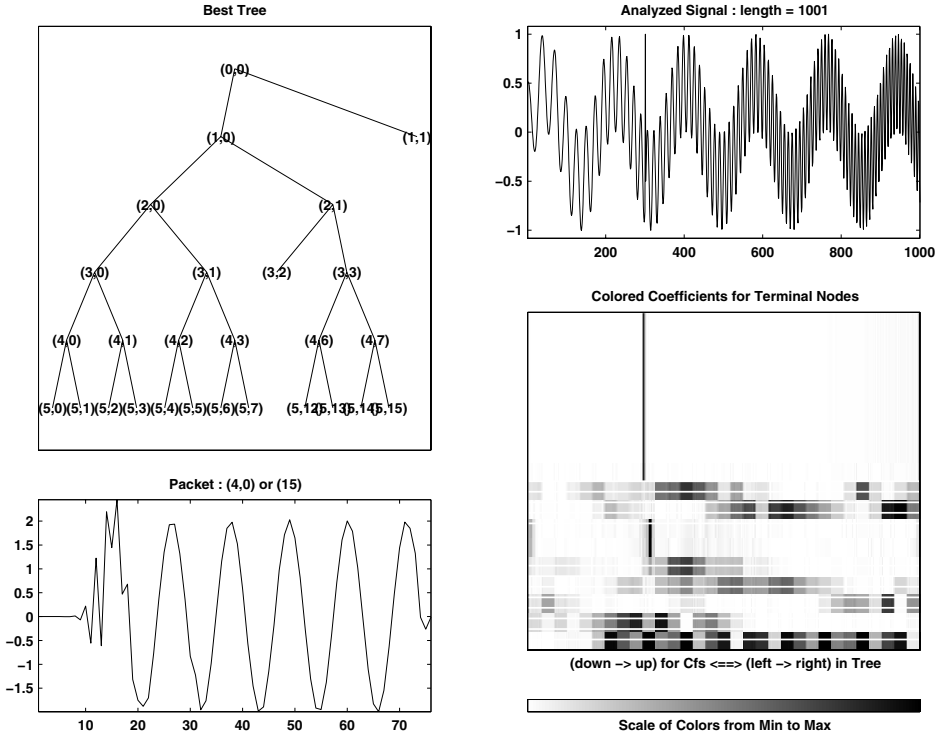 Best Tree
(0,0)
(1,0) (1,1)
(2,0) (2,1)
(3,0) (3,1) (3,2) (3,3)
(4,0) (4,1) (4,2) (4,3) (4,6) (4,7)
(5,0) (5,1) (5,2) (5,3) (5,4) (5,5) (5,6) (5,7) (5,12) (5,13) (5,14) (5,15)
Analyzed Signal : length = 1001
1
0.5
0
−0.5
−1
200 400 600 800 1000
Colored Coefficients for Terminal Nodes
(down −> up) for Cfs <==> (left −> right) in Tree
Scale of Colors from Min to Max
Packet : (4,0) or (15)
2
1.5
1
0.5
0
−0.5
−1
−1.5
10 20 30 40 50 60 70